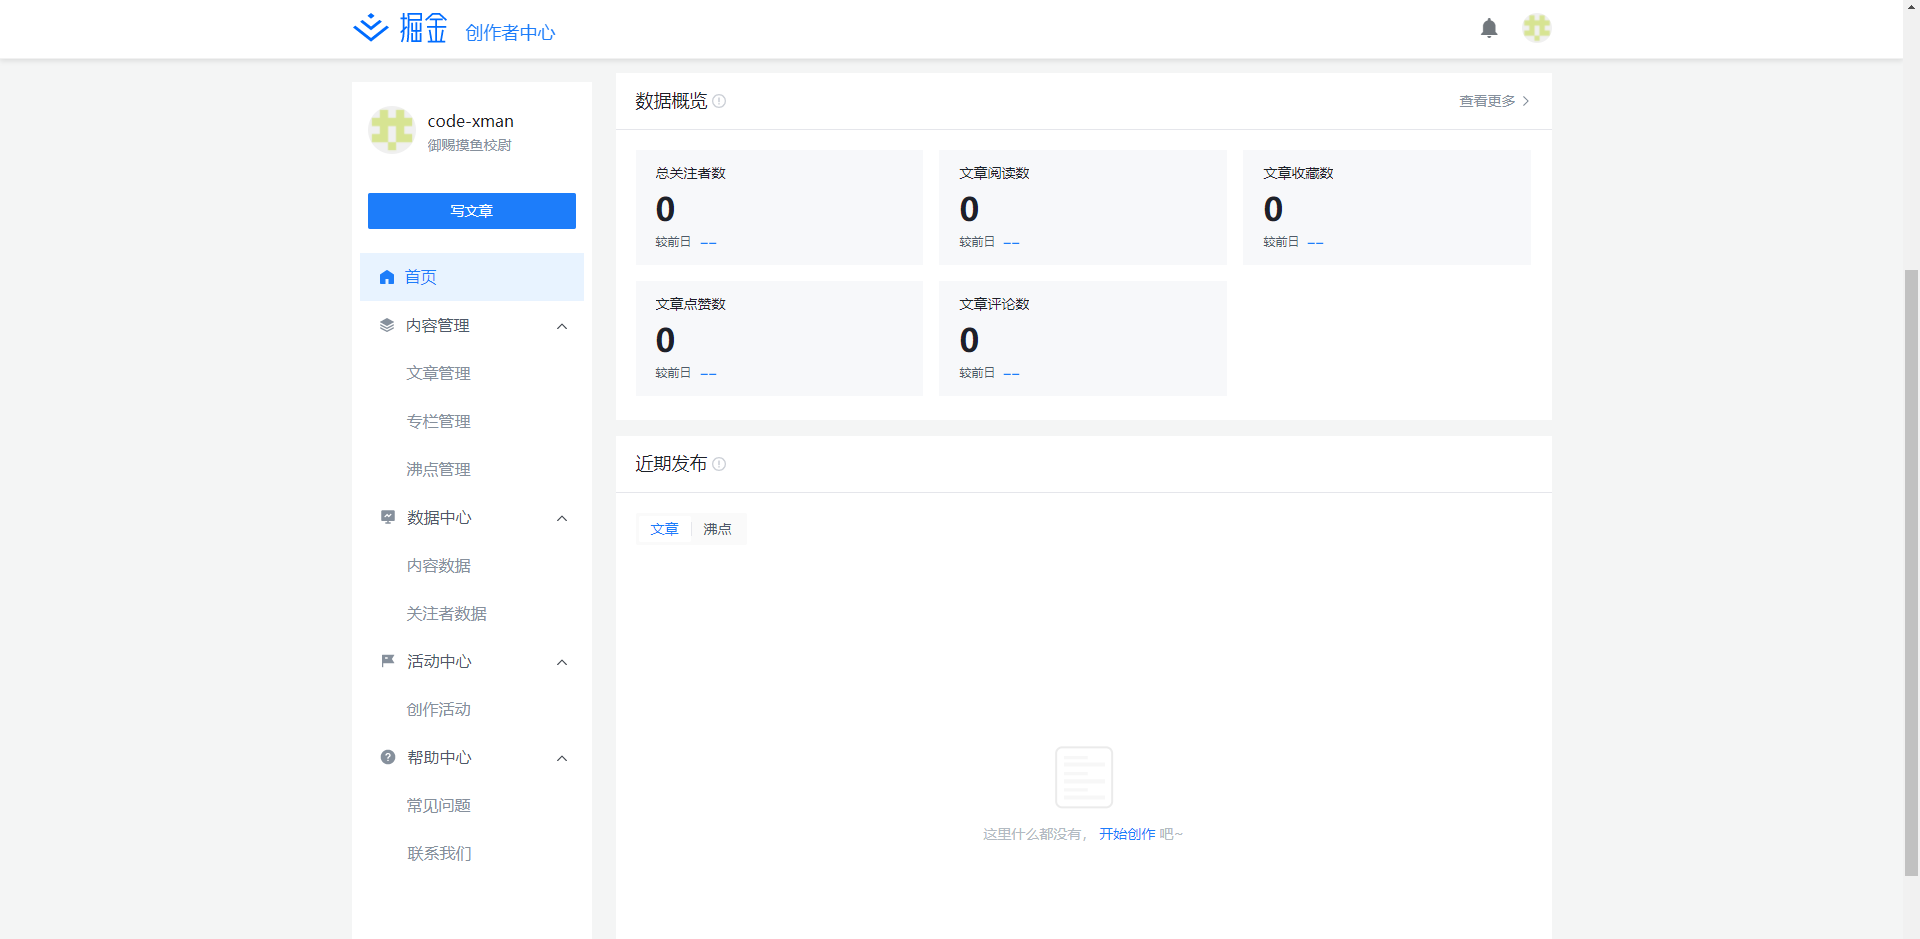 掘金 创作者中心
code-xman
御赐摸鱼校尉
写文章
首页
内容管理
文章管理
专栏管理
沸点管理
数据中心
内容数据
关注者数据
活动中心
创作活动
帮助中心
常见问题
联系我们
数据概览 查看更多
总关注者数
0
较前日 --
文章阅读数
0
较前日 --
文章收藏数
0
较前日 --
文章点赞数
0
较前日 --
文章评论数
0
较前日 --
近期发布
文章 沸点
这里什么都没有， 开始创作 吧~